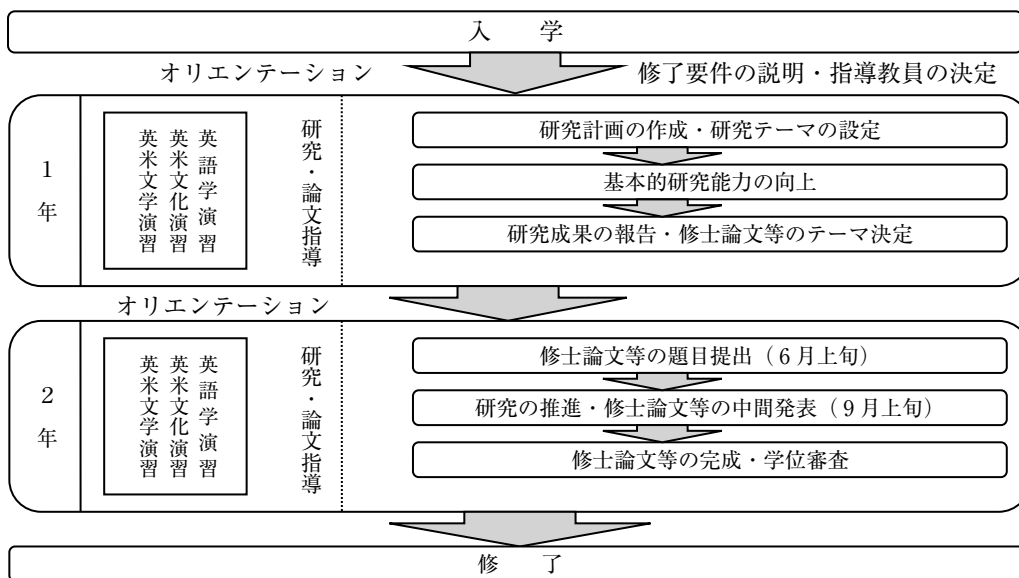 入　学
オリエンテーション
修了要件の説明・指導教員の決定
1年
英語学演習
英米文化演習
英米文学演習
研究・論文指導
研究計画の作成・研究テーマの設定
基本的研究能力の向上
研究成果の報告・修士論文等のテーマ決定
オリエンテーション
2年
英語学演習
英米文化演習
英米文学演習
研究・論文指導
修士論文等の題目提出（6月上旬）
研究の推進・修士論文等の中間発表（9月上旬）
修士論文等の完成・学位審査
修　了